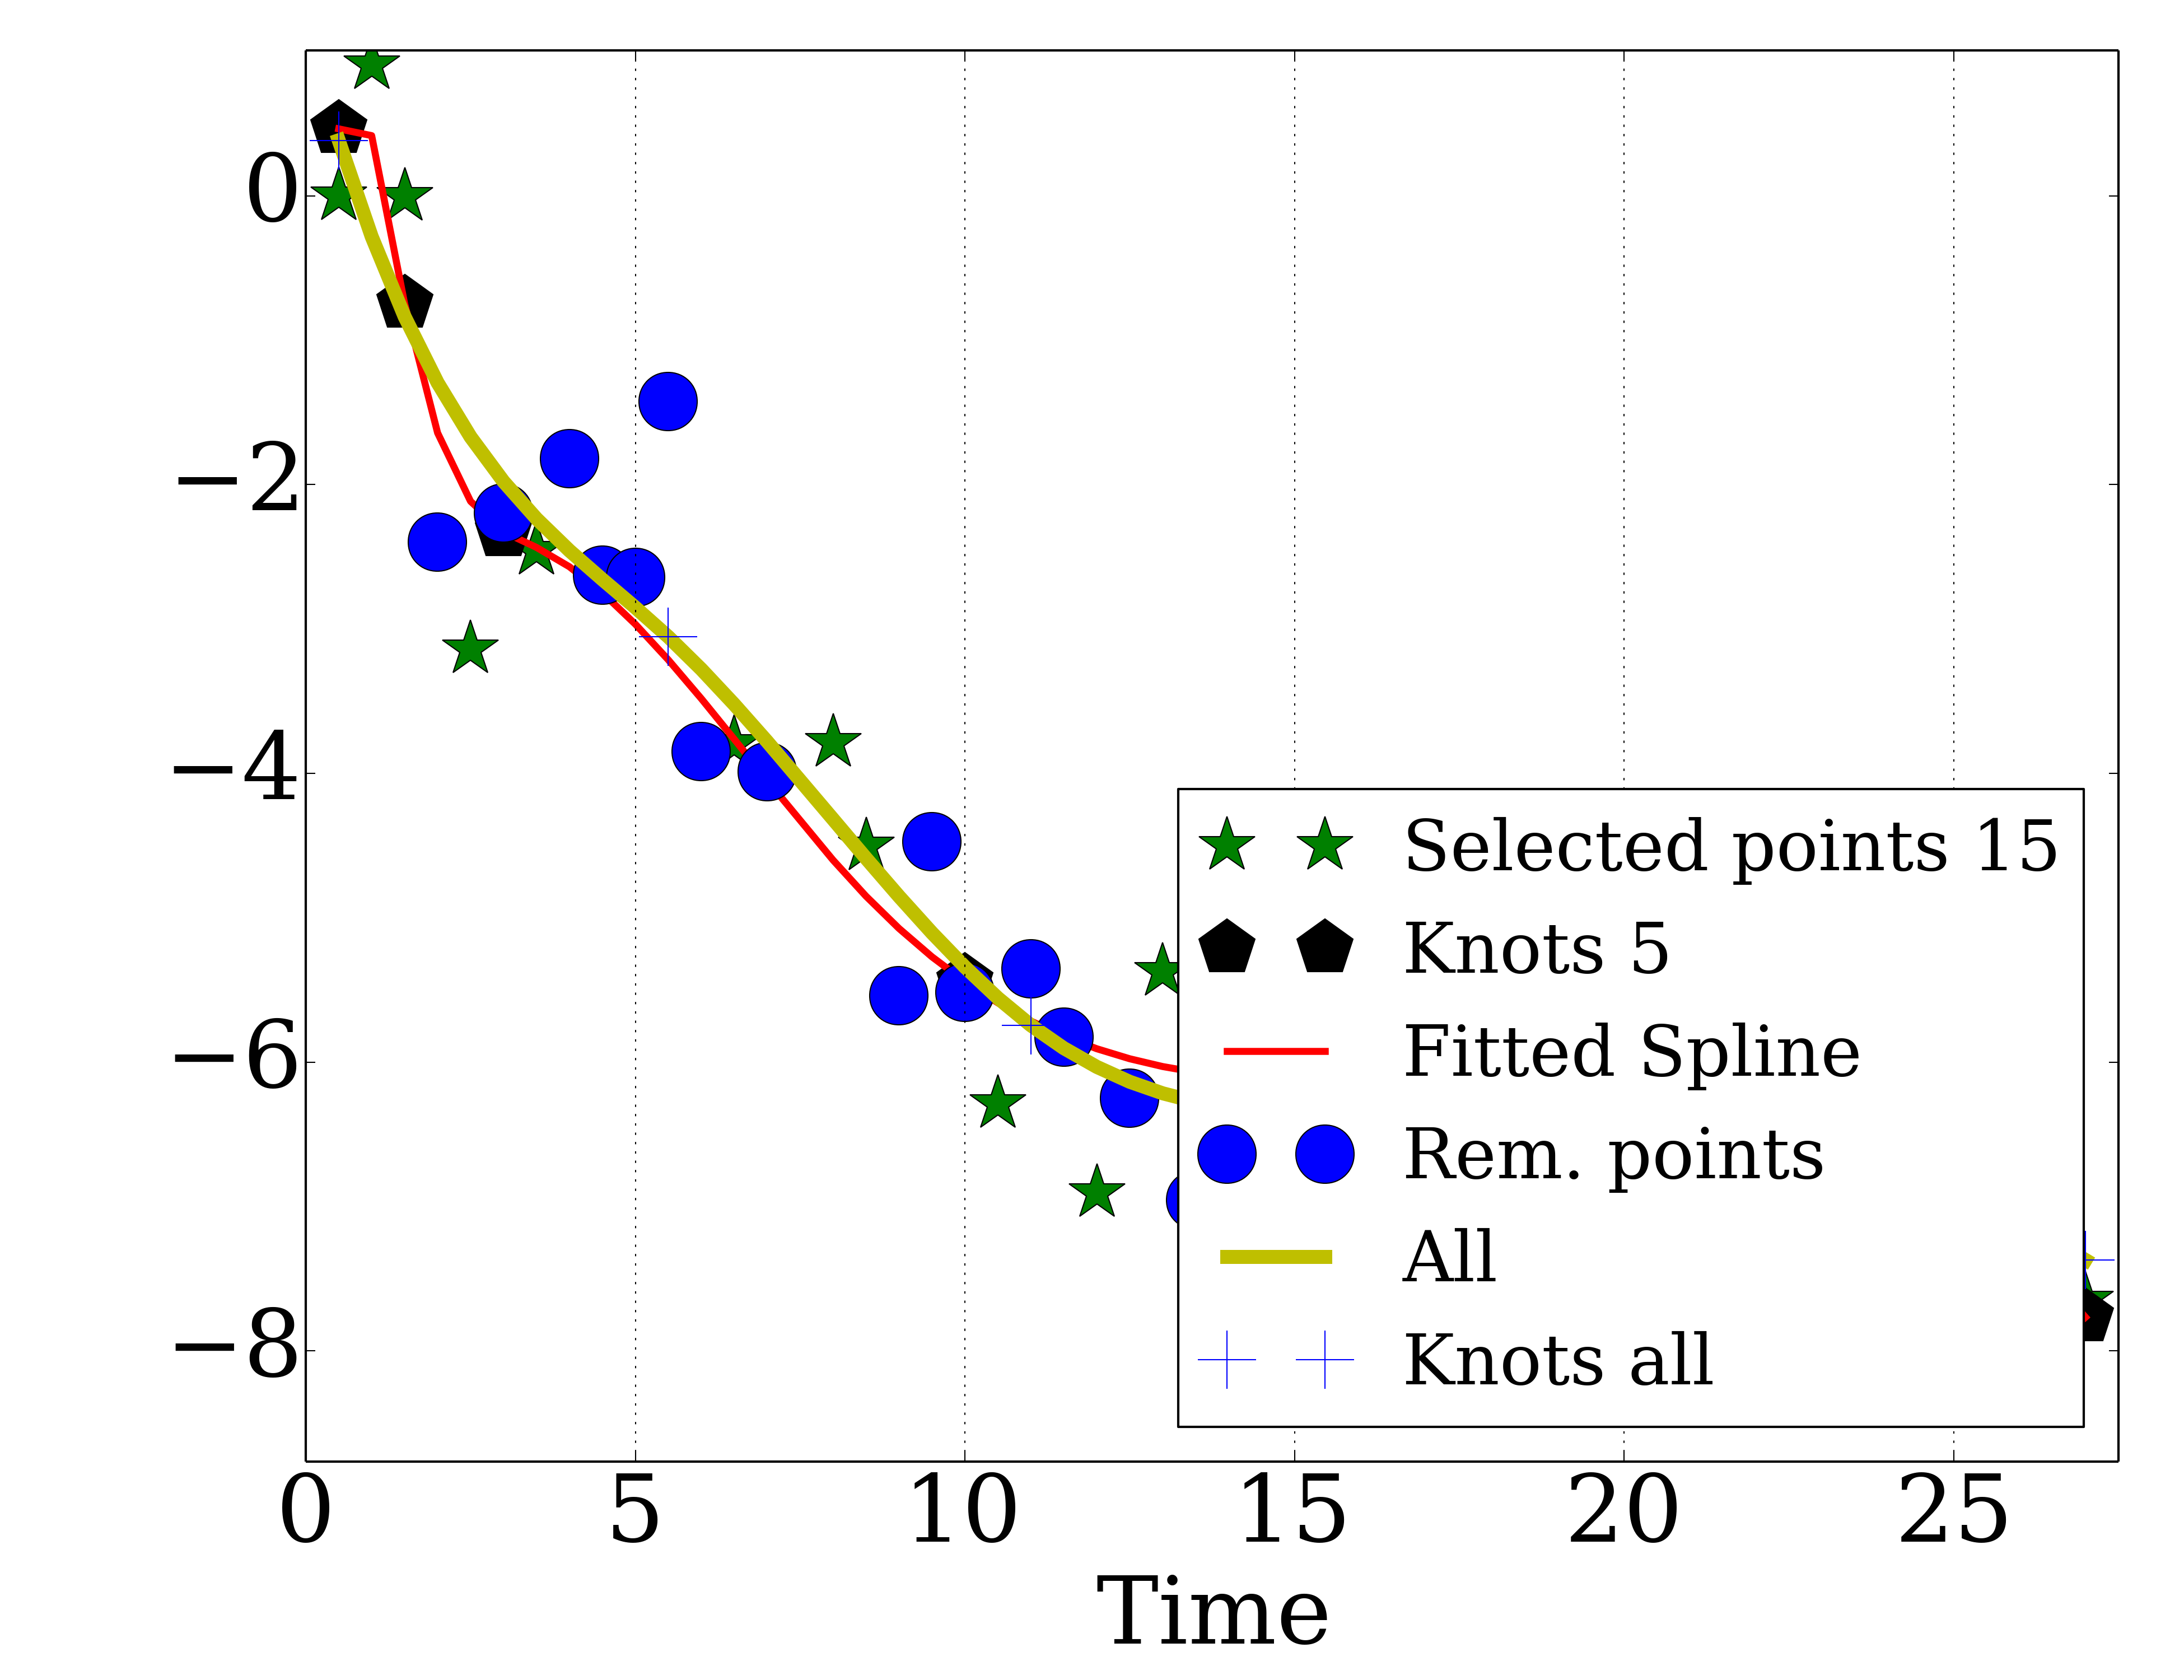 0
−2
−4
−6
−8
Selected points 15
Knots 5
Fitted Spline
Rem. points
All
Knots all
0 5 10 15 20 25
Time